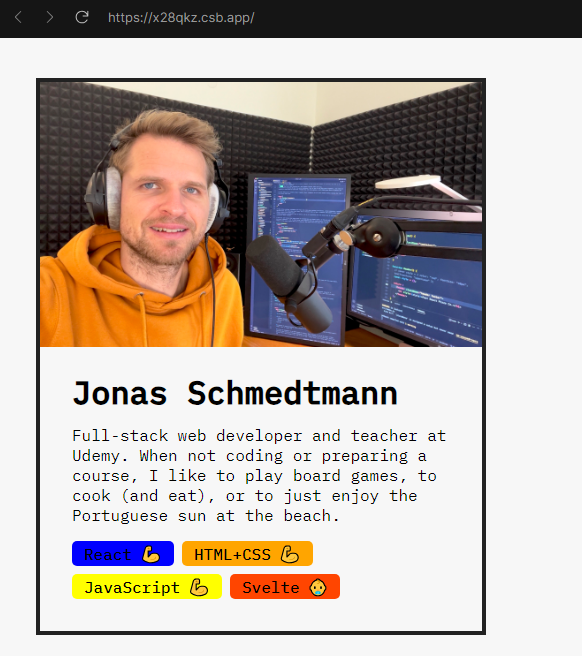 https://x28qkz.csb.app/
Jonas Schmedtmann
Full-stack web developer and teacher at
Udemy. When not coding or preparing a
course, I like to play board games, to
cook (and eat), or to just enjoy the
Portuguese sun at the beach.
React 💪 HTML+CSS 💪
JavaScript 💪 Svelte 👶